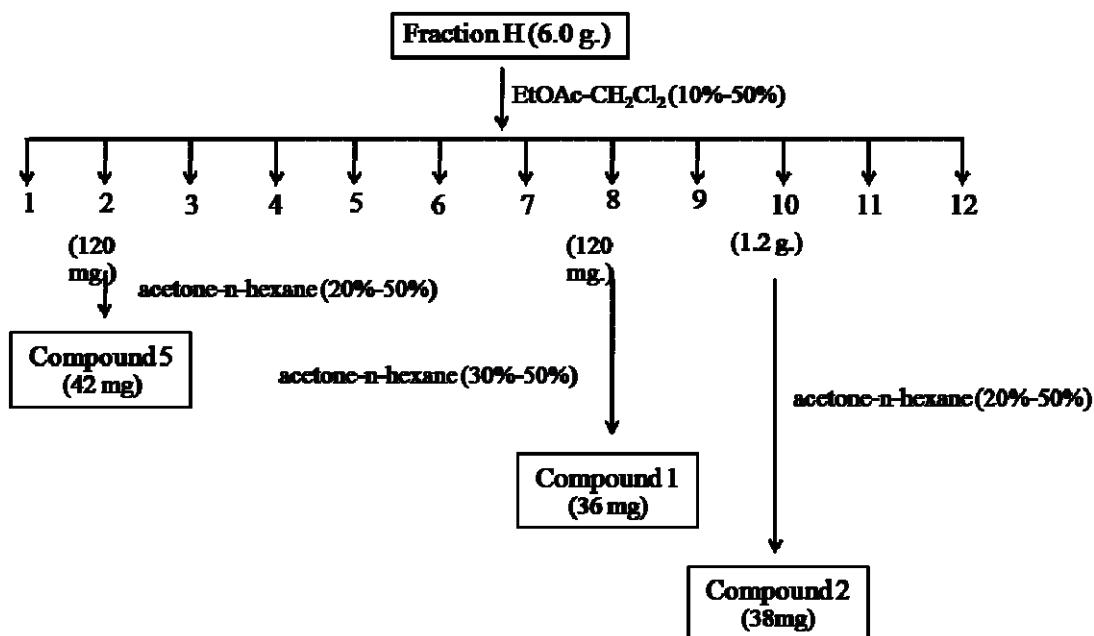 Fraction H (6.0 g.)
EtOAc-CH₂Cl₂ (10%-50%)
1 2 3 4 5 6 7 8 9 10 11 12
(120
mg.)
(120
mg.)
(1.2 g.)
acetone-n-hexane (20%-50%)
Compound 5
(42 mg)
acetone-n-hexane (30%-50%)
acetone-n-hexane (20%-50%)
Compound 1
(36 mg)
Compound 2
(38mg)